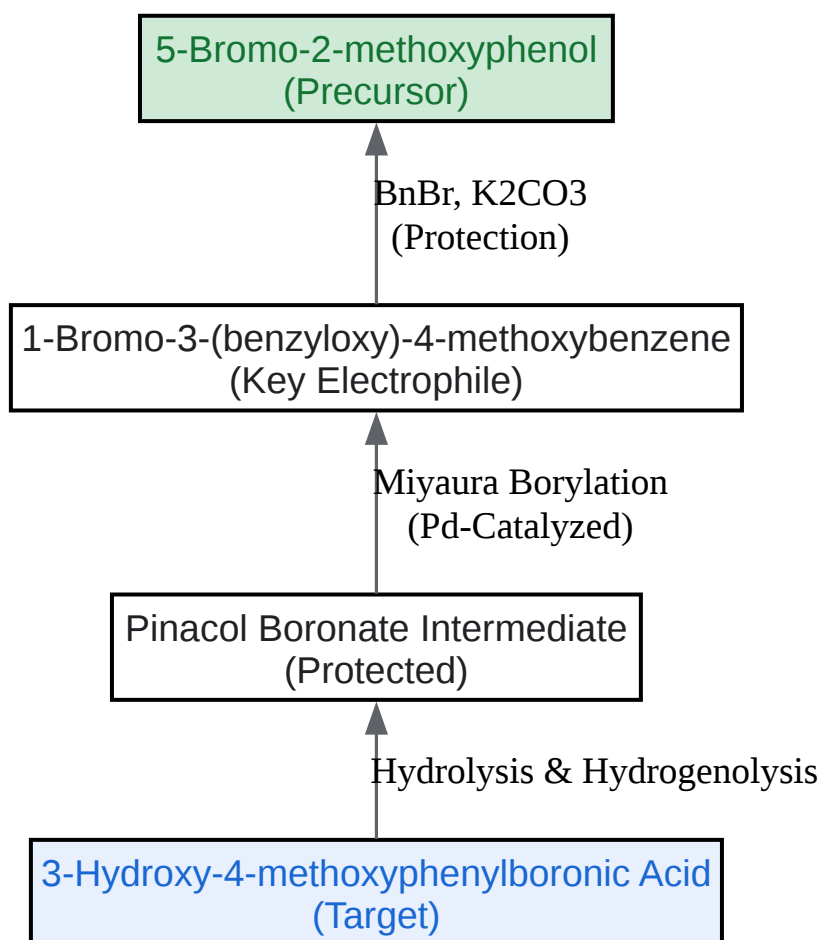 5-Bromo-2-methoxyphenol
(Precursor)
BnBr, K2CO3
(Protection)
1-Bromo-3-(benzyloxy)-4-methoxybenzene
(Key Electrophile)
Miyaura Borylation
(Pd-Catalyzed)
Pinacol Boronate Intermediate
(Protected)
Hydrolysis & Hydrogenolysis
3-Hydroxy-4-methoxyphenylboronic Acid
(Target)